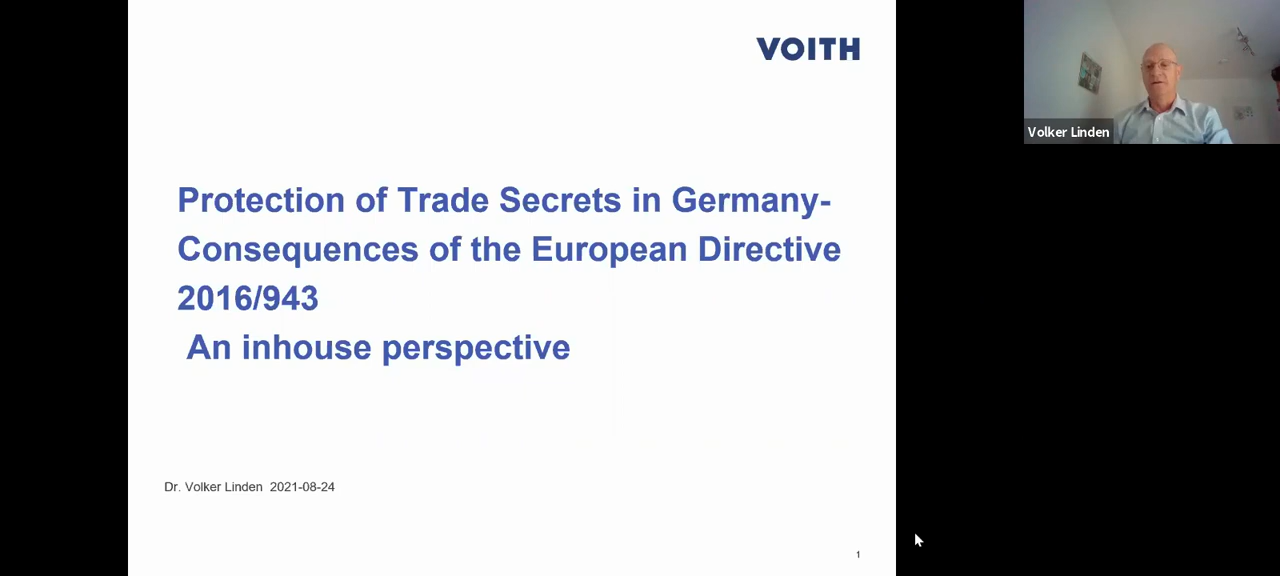 VOITH
Volker Linden
Protection of Trade Secrets in Germany-
Consequences of the European Directive
2016/943
An inhouse perspective
Dr. Volker Linden 2021-08-24
1